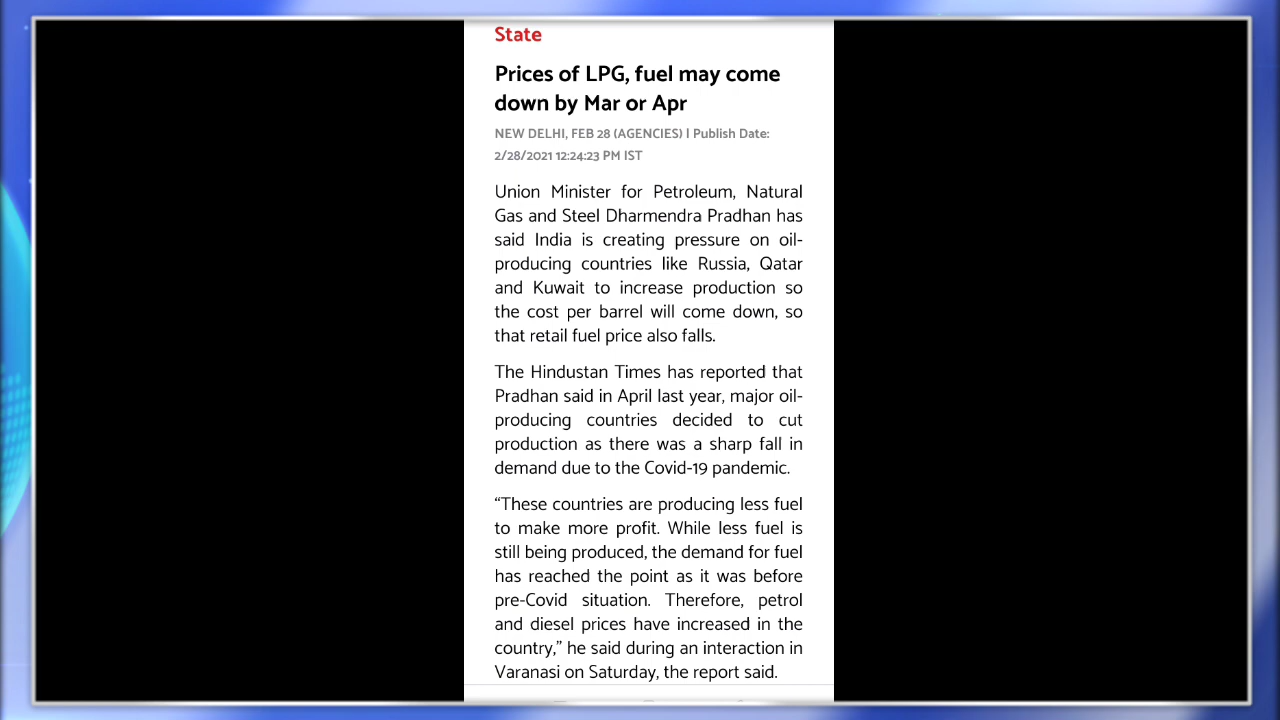 State
Prices of LPG, fuel may come
down by Mar or Apr
NEW DELHI, FEB 28 (AGENCIES) | Publish Date:
2/28/2021 12:24:23 PM IST
Union Minister for Petroleum, Natural
Gas and Steel Dharmendra Pradhan has
said India is creating pressure on oil-
producing countries like Russia, Qatar
and Kuwait to increase production so
the cost per barrel will come down, so
that retail fuel price also falls.
The Hindustan Times has reported that
Pradhan said in April last year, major oil-
producing countries decided to cut
production as there was a sharp fall in
demand due to the Covid-19 pandemic.
“These countries are producing less fuel
to make more profit. While less fuel is
still being produced, the demand for fuel
has reached the point as it was before
pre-Covid situation. Therefore, petrol
and diesel prices have increased in the
country,” he said during an interaction in
Varanasi on Saturday, the report said.